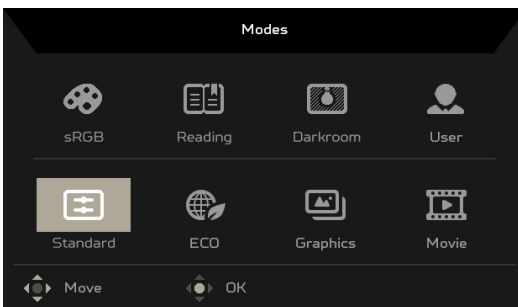 Modes
sRGB Reading Darkroom User
Standard ECO Graphics Movie
Move OK